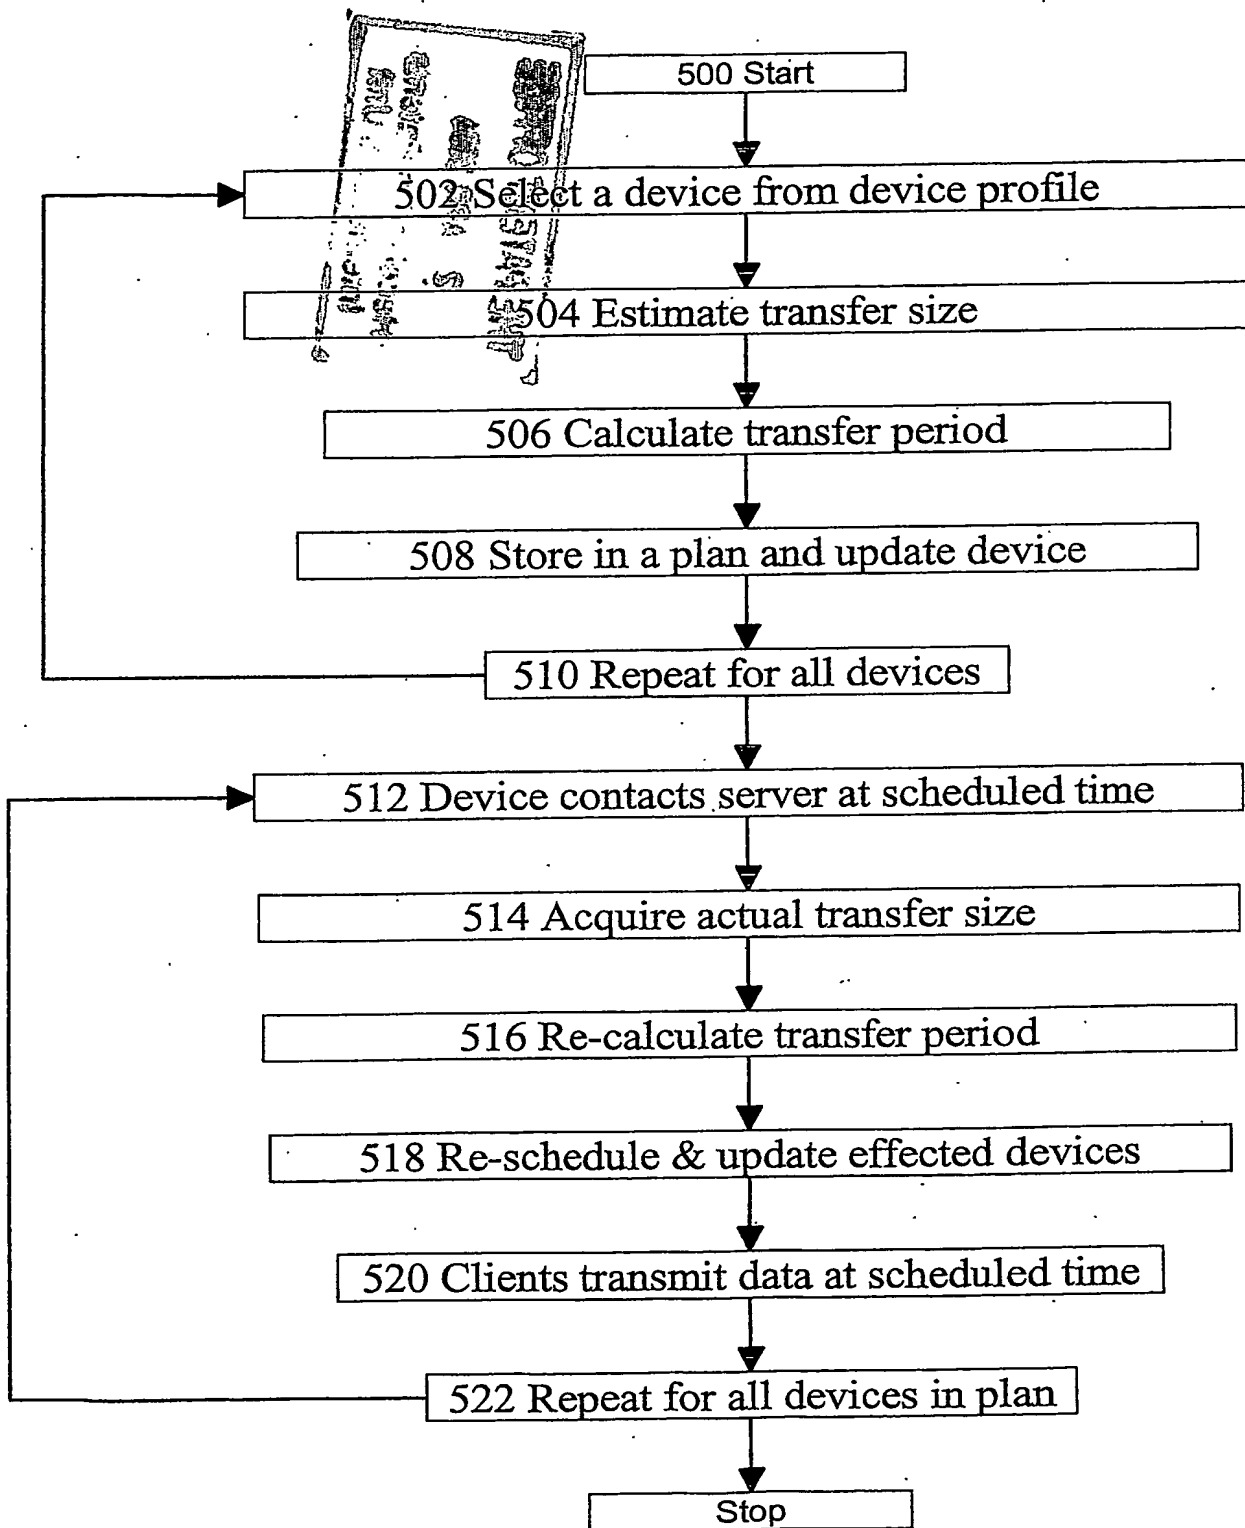 500 Start
502 Select a device from device profile
504 Estimate transfer size
506 Calculate transfer period
508 Store in a plan and update device
510 Repeat for all devices
512 Device contacts server at scheduled time
514 Acquire actual transfer size
516 Re-calculate transfer period
518 Re-schedule & update effected devices
520 Clients transmit data at scheduled time
522 Repeat for all devices in plan
Stop